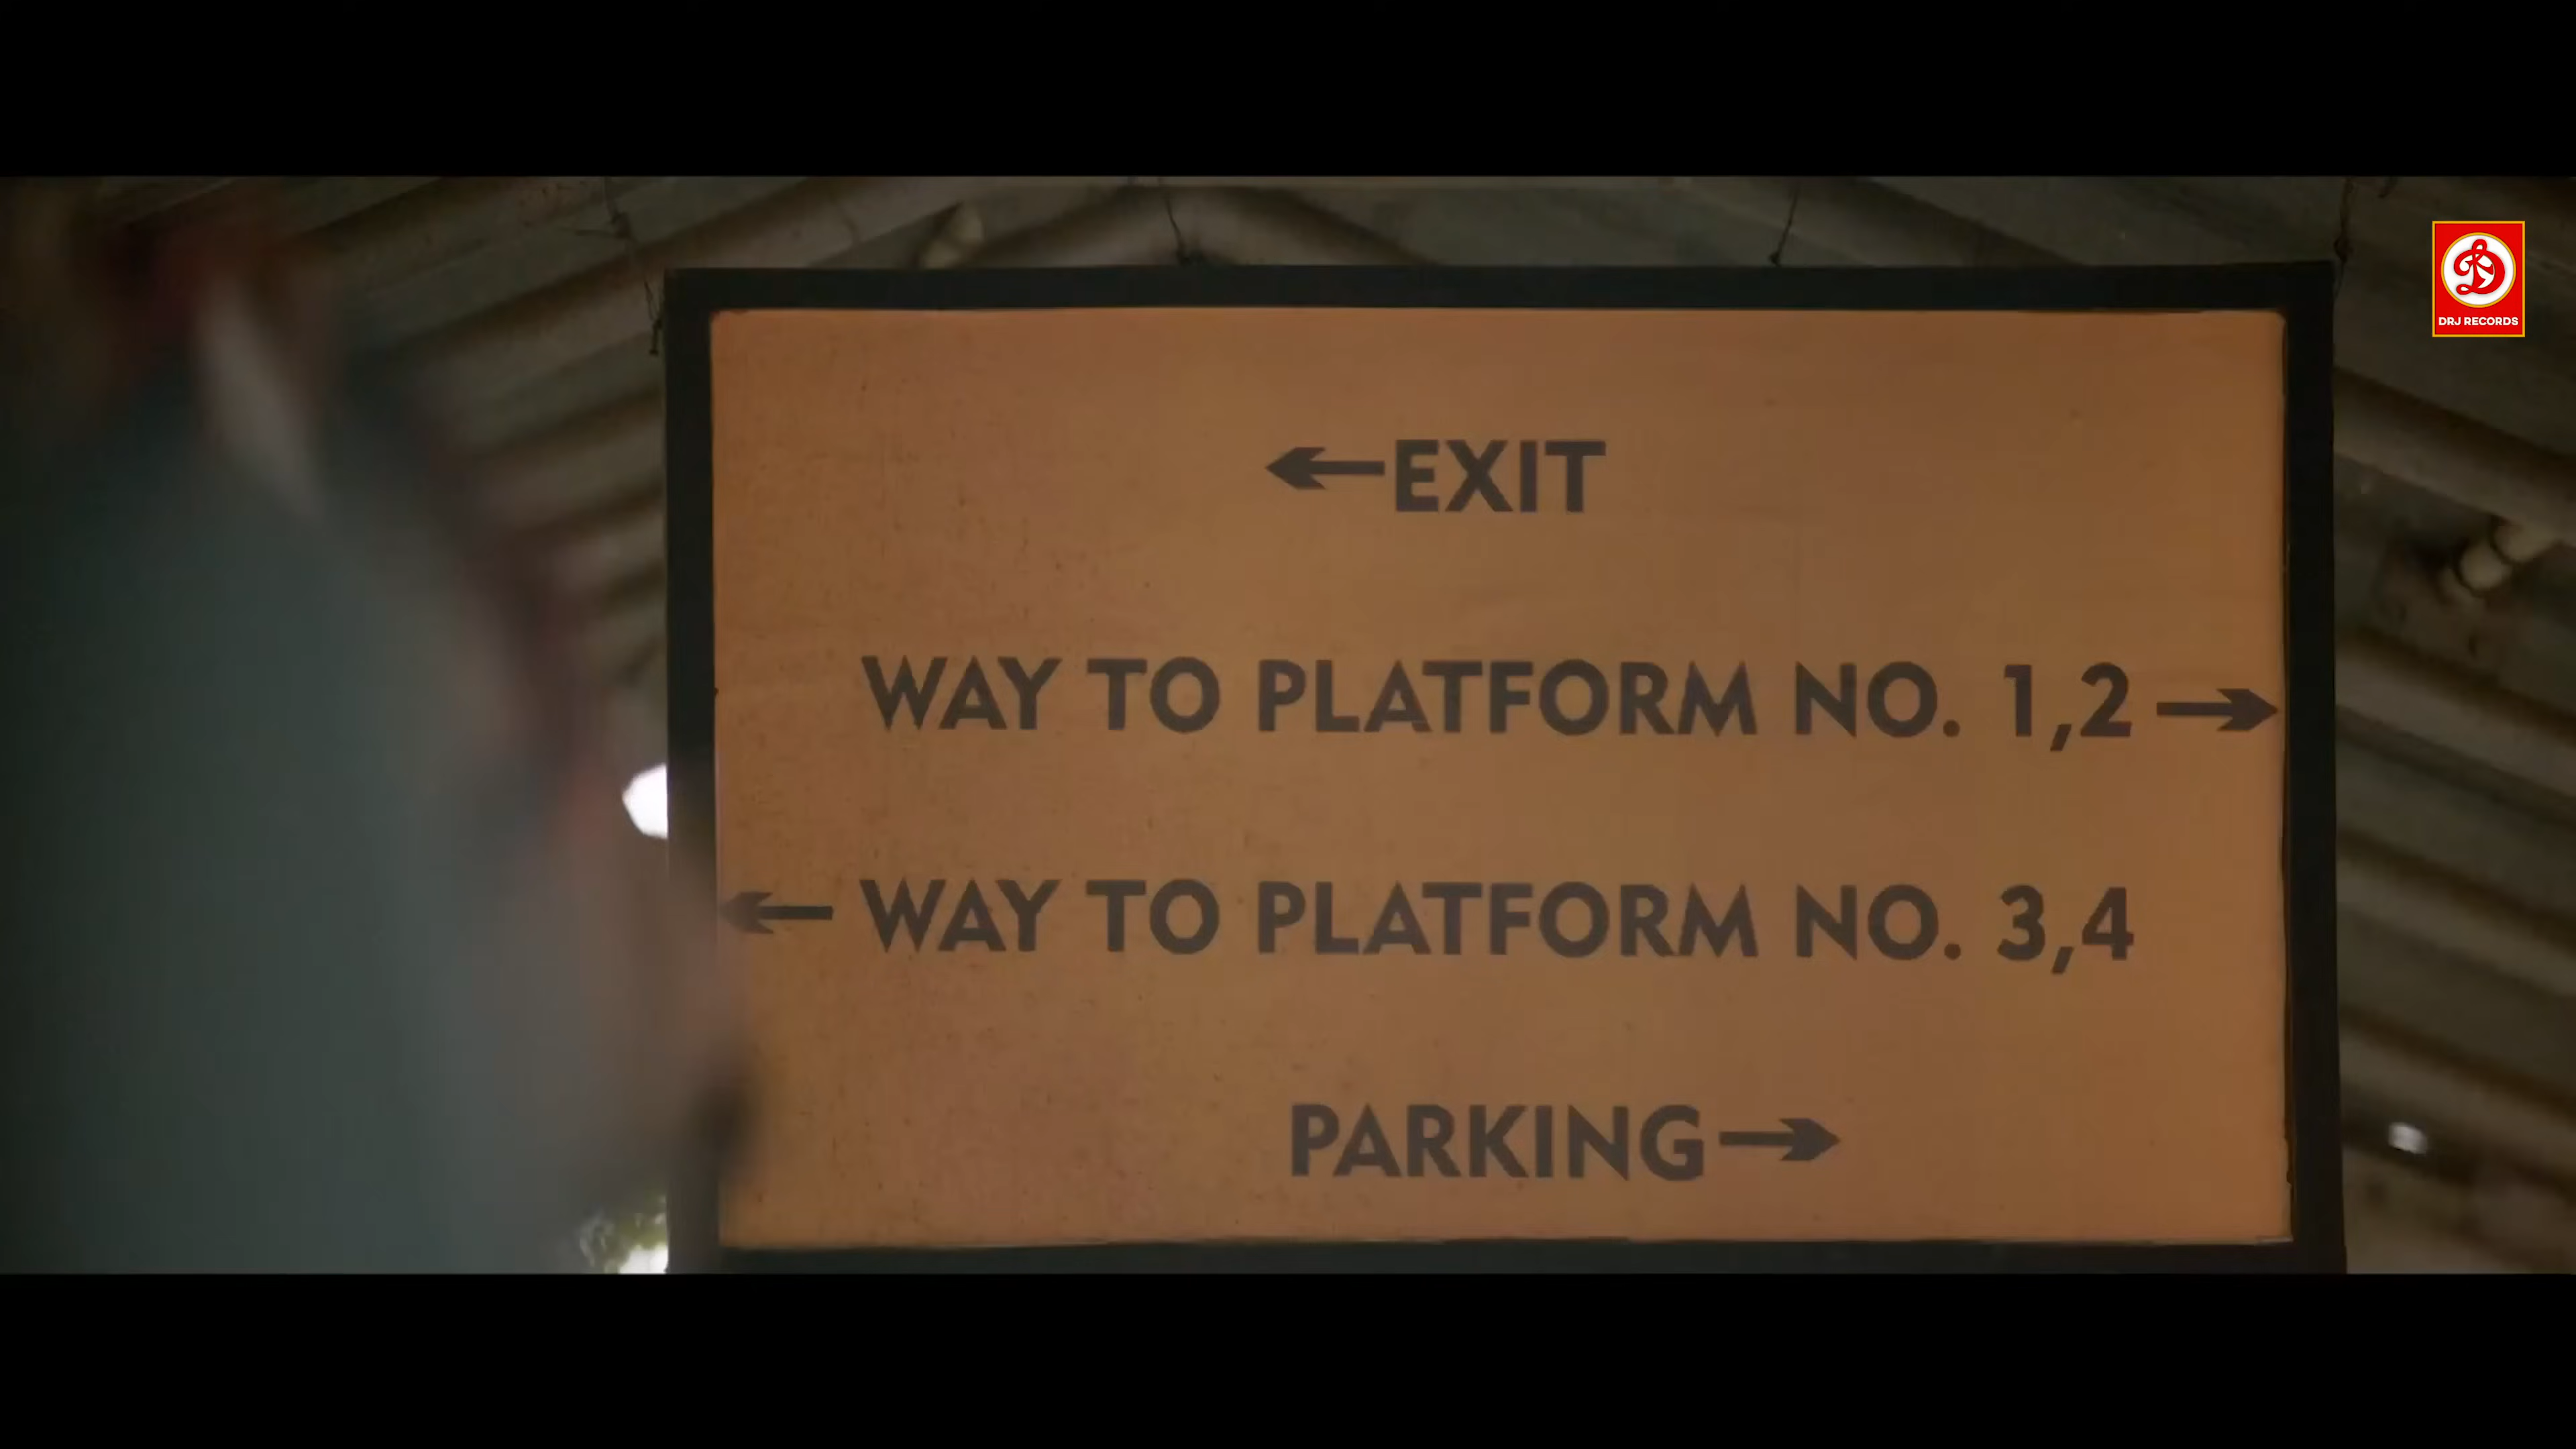 DRJ RECORDS
←EXIT
WAY TO PLATFORM NO. 1,2→
← WAY TO PLATFORM NO. 3,4
PARKING→